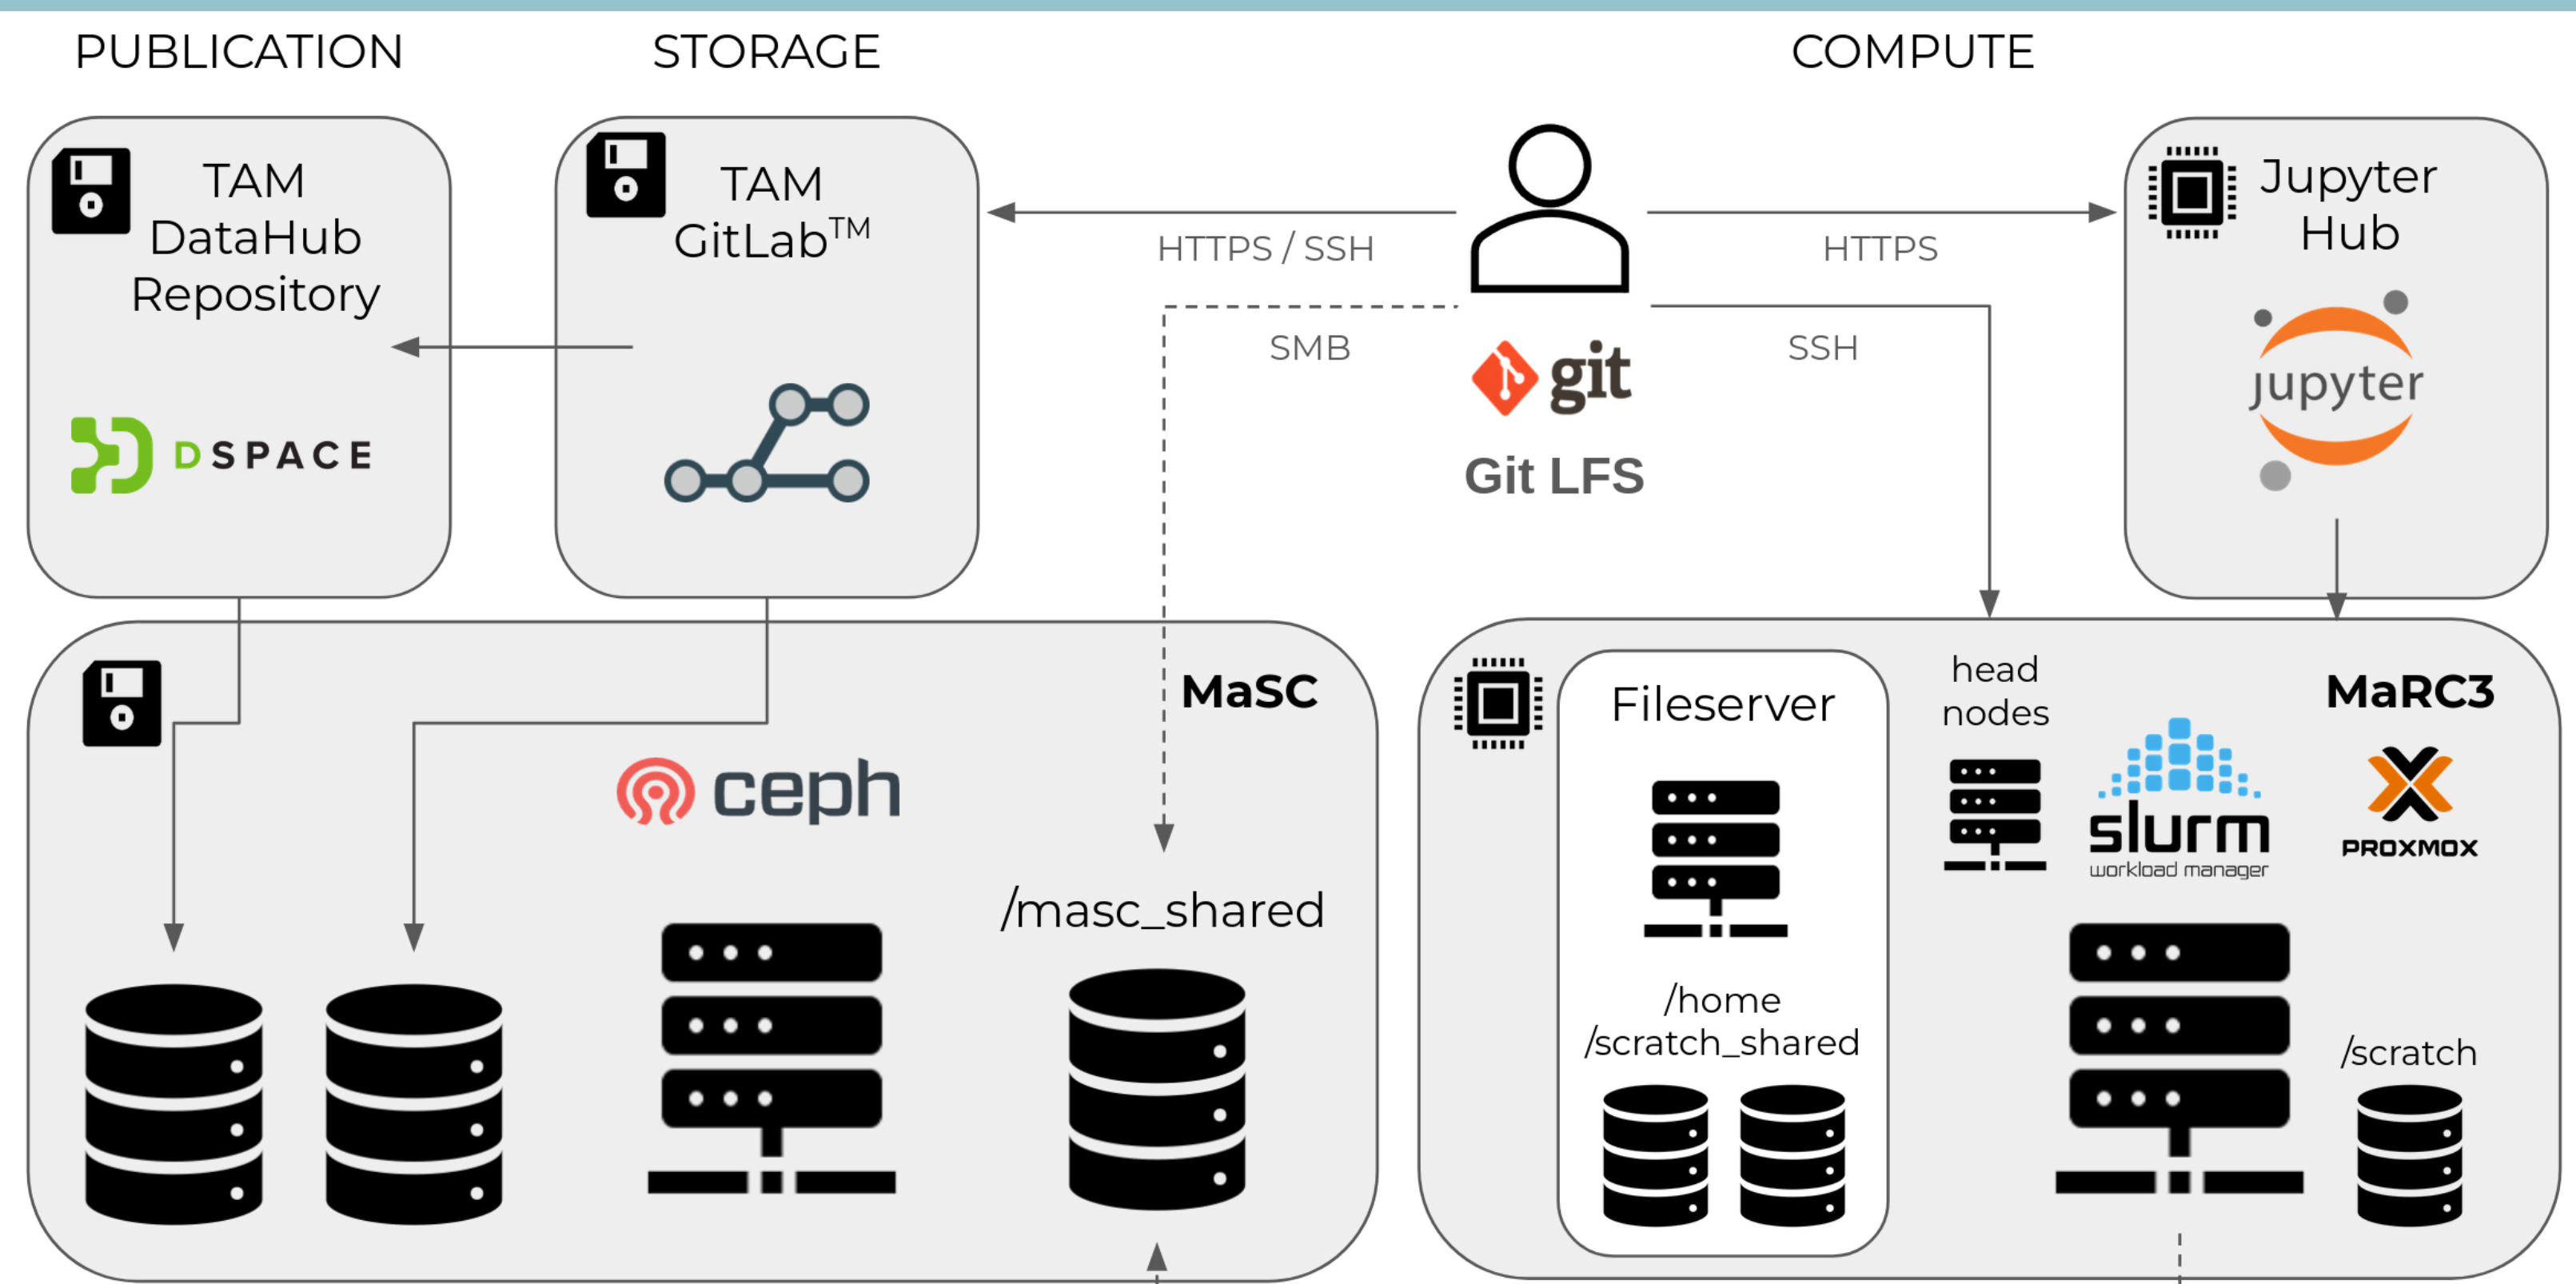 PUBLICATION
STORAGE
COMPUTE
TAM
DataHub
Repository
DSPACE
TAM
GitLab™
HTTPS / SSH
HTTPS
SMB
SSH
git
Git LFS
Jupyter
Hub
jupyter
MaSC
ceph
/masc_shared
Fileserver
/home
/scratch_shared
head
nodes
MaRC3
slurm
workload manager
PROXMOX
/scratch